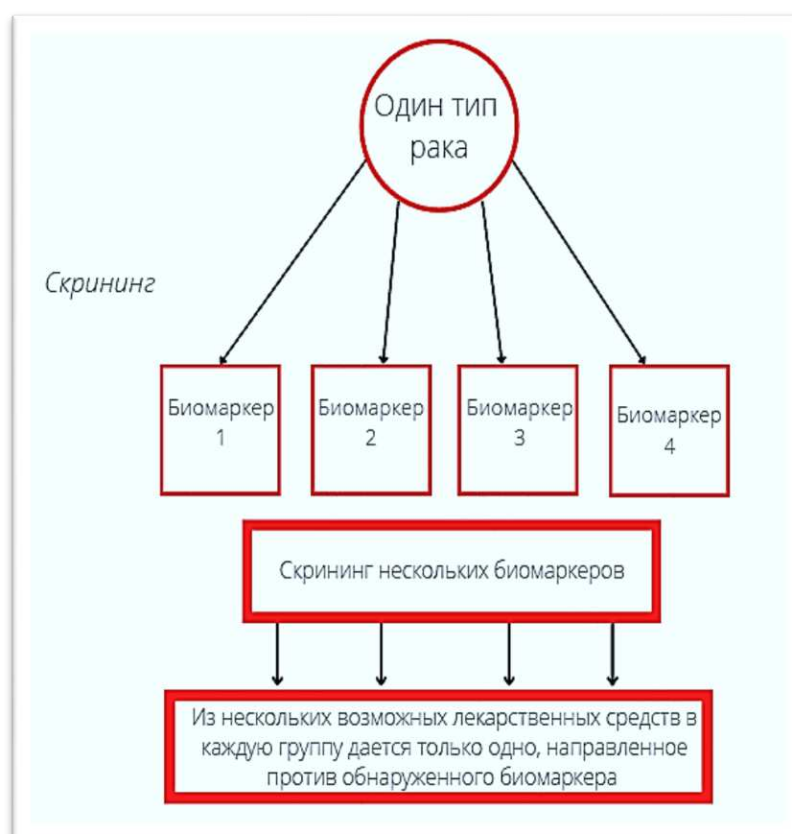 Один тип
рака
Скрининг
Биомаркер
1
Биомаркер
2
Биомаркер
3
Биомаркер
4
Скрининг нескольких биомаркеров
Из нескольких возможных лекарственных средств в
каждую группу дается только одно, направленное
против обнаруженного биомаркера